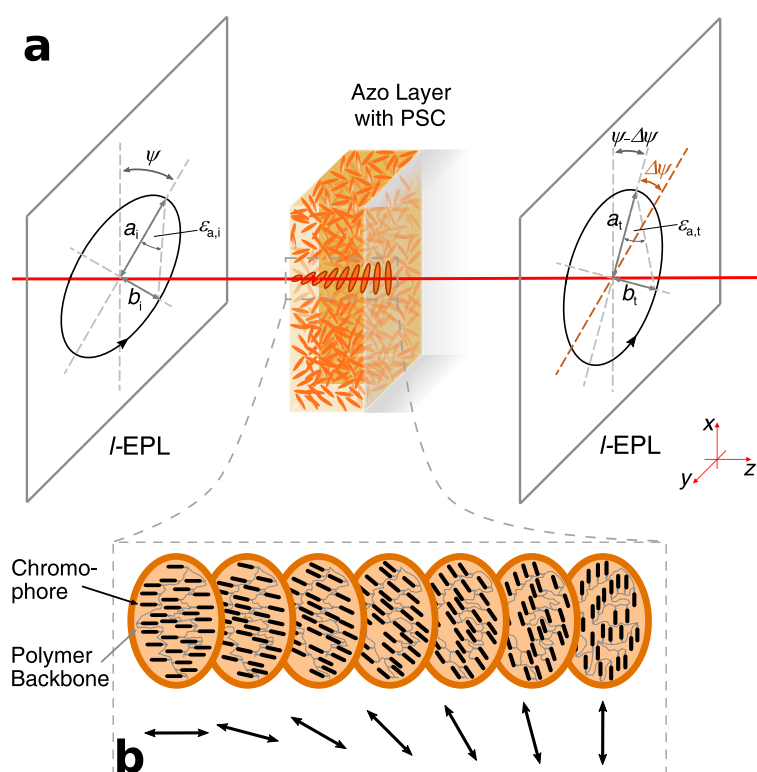 a
Azo Layer
with PSC
ψ
a_i
ε_a,i
b_i
l-EPL
ψ-Δψ
Δψ
a_t
ε_a,t
b_t
l-EPL
x
y
z
Chromo-
phore
Polymer
Backbone
b